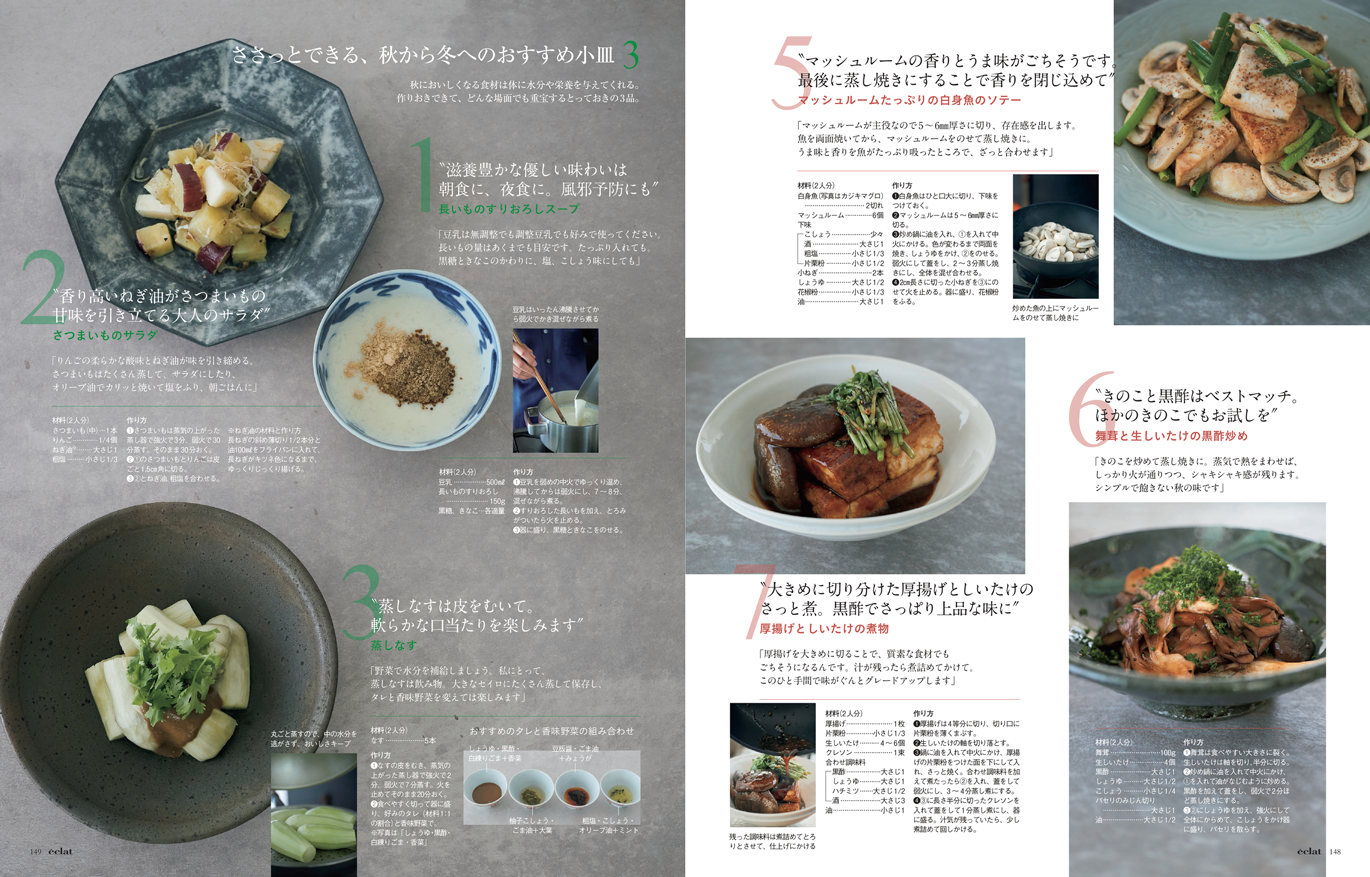 ささっとできる、秋から冬へのおすすめ小皿 3
秋においしくなる食材は体に水分や栄養を与えてくれる。
作りおきできて、どんな場面でも重宝するとっておきの3品。
1
〝滋養豊かな優しい味わいは
朝食に、夜食に。風邪予防にも〟
長いものすりおろしスープ
「豆乳は無調整でも調整豆乳でも好みで使ってください。
長いもの量はあくまでも目安です。たっぷり入れても。
黒糖ときなこのかわりに、塩、こしょう味にしても」
豆乳はいったん沸騰させてか
ら弱火でかき混ぜながら煮る
材料(2人分)
豆乳……………500㎖
長いものすりおろし
……………………150g
黒糖、きなこ…各適量
作り方
❶豆乳を弱めの中火でゆっくり温め、
沸騰してからは弱火にし、7〜8分、
混ぜながら煮る。
❷すりおろした長いもを加え、とろみ
がついたら火を止める。
❸器に盛り、黒糖ときなこをのせる。
2
〝香り高いねぎ油がさつまいもの
甘味を引き立てる大人のサラダ〟
さつまいものサラダ
「りんごの柔らかな酸味とねぎ油が味を引き締める。
さつまいもはたくさん蒸して、サラダにしたり、
オリーブ油でカリッと焼いて塩をふり、朝ごはんに」
材料(2人分)
さつまいも(中)…1本
りんご…………1/4個
ねぎ油※………大さじ1
粗塩………小さじ1/3
作り方
❶さつまいもは蒸気の上がった
蒸し器で強火で3分、弱火で30
分蒸す。そのまま30分おく。
❷①のさつまいもとりんごは皮
ごと1.5㎝角に切る。
❸②とねぎ油、粗塩を合わせる。
※ねぎ油の材料と作り方
長ねぎの斜め薄切り1/2本分と
油100㎖をフライパンに入れて、
長ねぎがキツネ色になるまで、
ゆっくりじっくり揚げる。
3
〝蒸しなすは皮をむいて。
軟らかな口当たりを楽しみます〟
蒸しなす
「野菜で水分を補給しましょう。私にとって、
蒸しなすは飲み物。大きなセイロにたくさん蒸して保存し、
タレと香味野菜を変えては楽しみます」
丸ごと蒸すので、中の水分を
逃がさず、おいしさキープ
材料(2人分)
なす……………5本
作り方
❶なすの皮をむき、蒸気の
上がった蒸し器で強火で2
分、弱火で7分蒸す。火を
止めてそのまま20分おく。
❷食べやすく切って器に盛
り、好みのタレ(材料1:1
の割合)と香味野菜で。
※写真は「しょうゆ・黒酢・
白練りごま・香菜」
おすすめのタレと香味野菜の組み合わせ
しょうゆ・黒酢・
白練りごま+香菜
豆板醤・ごま油
+みょうが
柚子こしょう・
ごま油+大葉
粗塩・こしょう・
オリーブ油+ミント
149 éclat
5
〝マッシュルームの香りとうま味がごちそうです。
最後に蒸し焼きにすることで香りを閉じ込めて〟
マッシュルームたっぷりの白身魚のソテー
「マッシュルームが主役なので5〜6㎜厚さに切り、存在感を出します。
魚を両面焼いてから、マッシュルームをのせて蒸し焼きに。
うま味と香りを魚がたっぷり吸ったところで、ざっと合わせます」
材料(2人分)
白身魚(写真はカジキマグロ)
……………………2切れ
マッシュルーム…………6個
下味
こしょう……………少々
酒………………大さじ1
粗塩…………小さじ1/3
片栗粉………小さじ1/2
小ねぎ……………………2本
しょうゆ………大さじ1/2
花椒粉…………小さじ1/3
油…………………大さじ1
作り方
❶白身魚はひと口大に切り、下味を
つけておく。
❷マッシュルームは5〜6㎜厚さに
切る。
❸炒め鍋に油を入れ、①を入れて中
火にかける。色が変わるまで両面を
焼き、しょうゆをかけ、②をのせる。
弱火にして蓋をし、2〜3分蒸し焼
きにし、全体を混ぜ合わせる。
❹2㎝長さに切った小ねぎを③にの
せて火を止める。器に盛り、花椒粉
をふる。
炒めた魚の上にマッシュルー
ムをのせて蒸し焼きに
6
〝きのこと黒酢はベストマッチ。
ほかのきのこでもお試しを〟
舞茸と生しいたけの黒酢炒め
「きのこを炒めて蒸し焼きに。蒸気で熱をまわせば、
しっかり火が通りつつ、シャキシャキ感が残ります。
シンプルで飽きない秋の味です」
材料(2人分)
舞茸……………………100g
生しいたけ………………4個
黒酢………………大さじ1
しょうゆ………大さじ1/2
こしょう………小さじ1/4
パセリのみじん切り
……………………大さじ1
油………………大さじ1/2
作り方
❶舞茸は食べやすい大きさに裂く。
生しいたけは軸を切り、半分に切る。
❷炒め鍋に油を入れて中火にかけ、
①を入れて油がなじむように炒める。
黒酢を加えて蓋をし、弱火で2分ほ
ど蒸し焼きにする。
❸②にしょうゆを加え、強火にして
全体にからめて、こしょうをかけ器
に盛り、パセリを散らす。
7
〝大きめに切り分けた厚揚げとしいたけの
さっと煮。黒酢でさっぱり上品な味に〟
厚揚げとしいたけの煮物
「厚揚げを大きめに切ることで、質素な食材でも
ごちそうになるんです。汁が残ったら煮詰めてかけて。
このひと手間で味がぐんとグレードアップします」
残った調味料は煮詰めてとろ
りとさせて、仕上げにかける
材料(2人分)
厚揚げ……………………1枚
片栗粉…………小さじ1/3
生しいたけ…………4〜6個
クレソン…………………1束
合わせ調味料
黒酢……………大さじ1
しょうゆ………大さじ1
ハチミツ……大さじ1/2
酒………………大さじ3
油…………………小さじ1
作り方
❶厚揚げは4等分に切り、切り口に
片栗粉を薄くまぶす。
❷生しいたけの軸を切り落とす。
❸鍋に油を入れて中火にかけ、厚揚
げの片栗粉をつけた面を下にして入
れ、さっと焼く。合わせ調味料を加
えて煮たったら②を入れ、蓋をして
弱火にし、3〜4分蒸し煮にする。
❹③に長さ半分に切ったクレソンを
入れて蓋をして1分蒸し煮にし、器
に盛る。汁気が残っていたら、少し
煮詰めて回しかける。
éclat 148